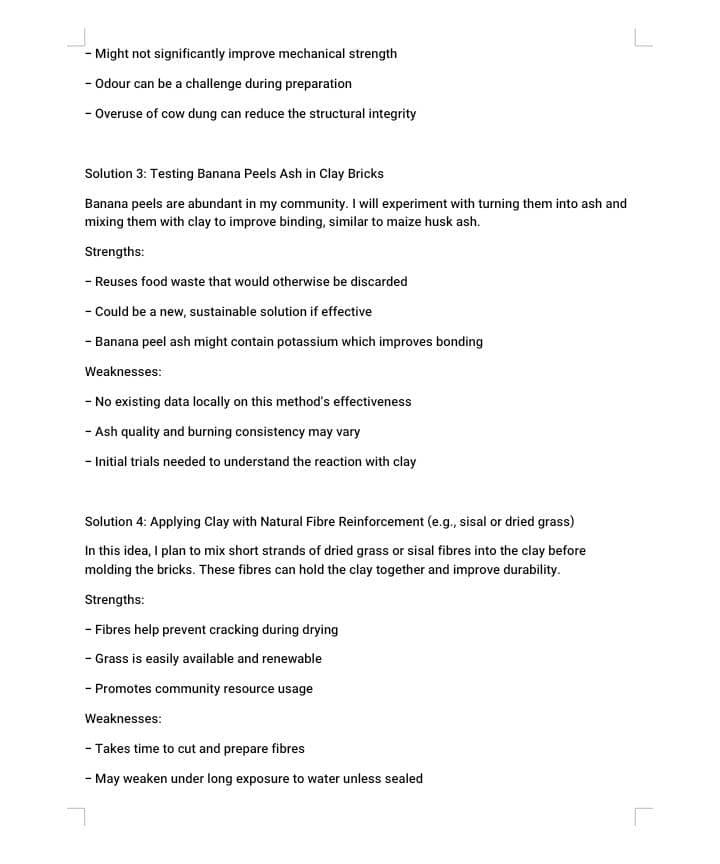 – Might not significantly improve mechanical strength
– Odour can be a challenge during preparation
– Overuse of cow dung can reduce the structural integrity
Solution 3: Testing Banana Peels Ash in Clay Bricks
Banana peels are abundant in my community. I will experiment with turning them into ash and
mixing them with clay to improve binding, similar to maize husk ash.
Strengths:
– Reuses food waste that would otherwise be discarded
– Could be a new, sustainable solution if effective
– Banana peel ash might contain potassium which improves bonding
Weaknesses:
– No existing data locally on this method's effectiveness
– Ash quality and burning consistency may vary
– Initial trials needed to understand the reaction with clay
Solution 4: Applying Clay with Natural Fibre Reinforcement (e.g., sisal or dried grass)
In this idea, I plan to mix short strands of dried grass or sisal fibres into the clay before
molding the bricks. These fibres can hold the clay together and improve durability.
Strengths:
– Fibres help prevent cracking during drying
– Grass is easily available and renewable
– Promotes community resource usage
Weaknesses:
– Takes time to cut and prepare fibres
– May weaken under long exposure to water unless sealed